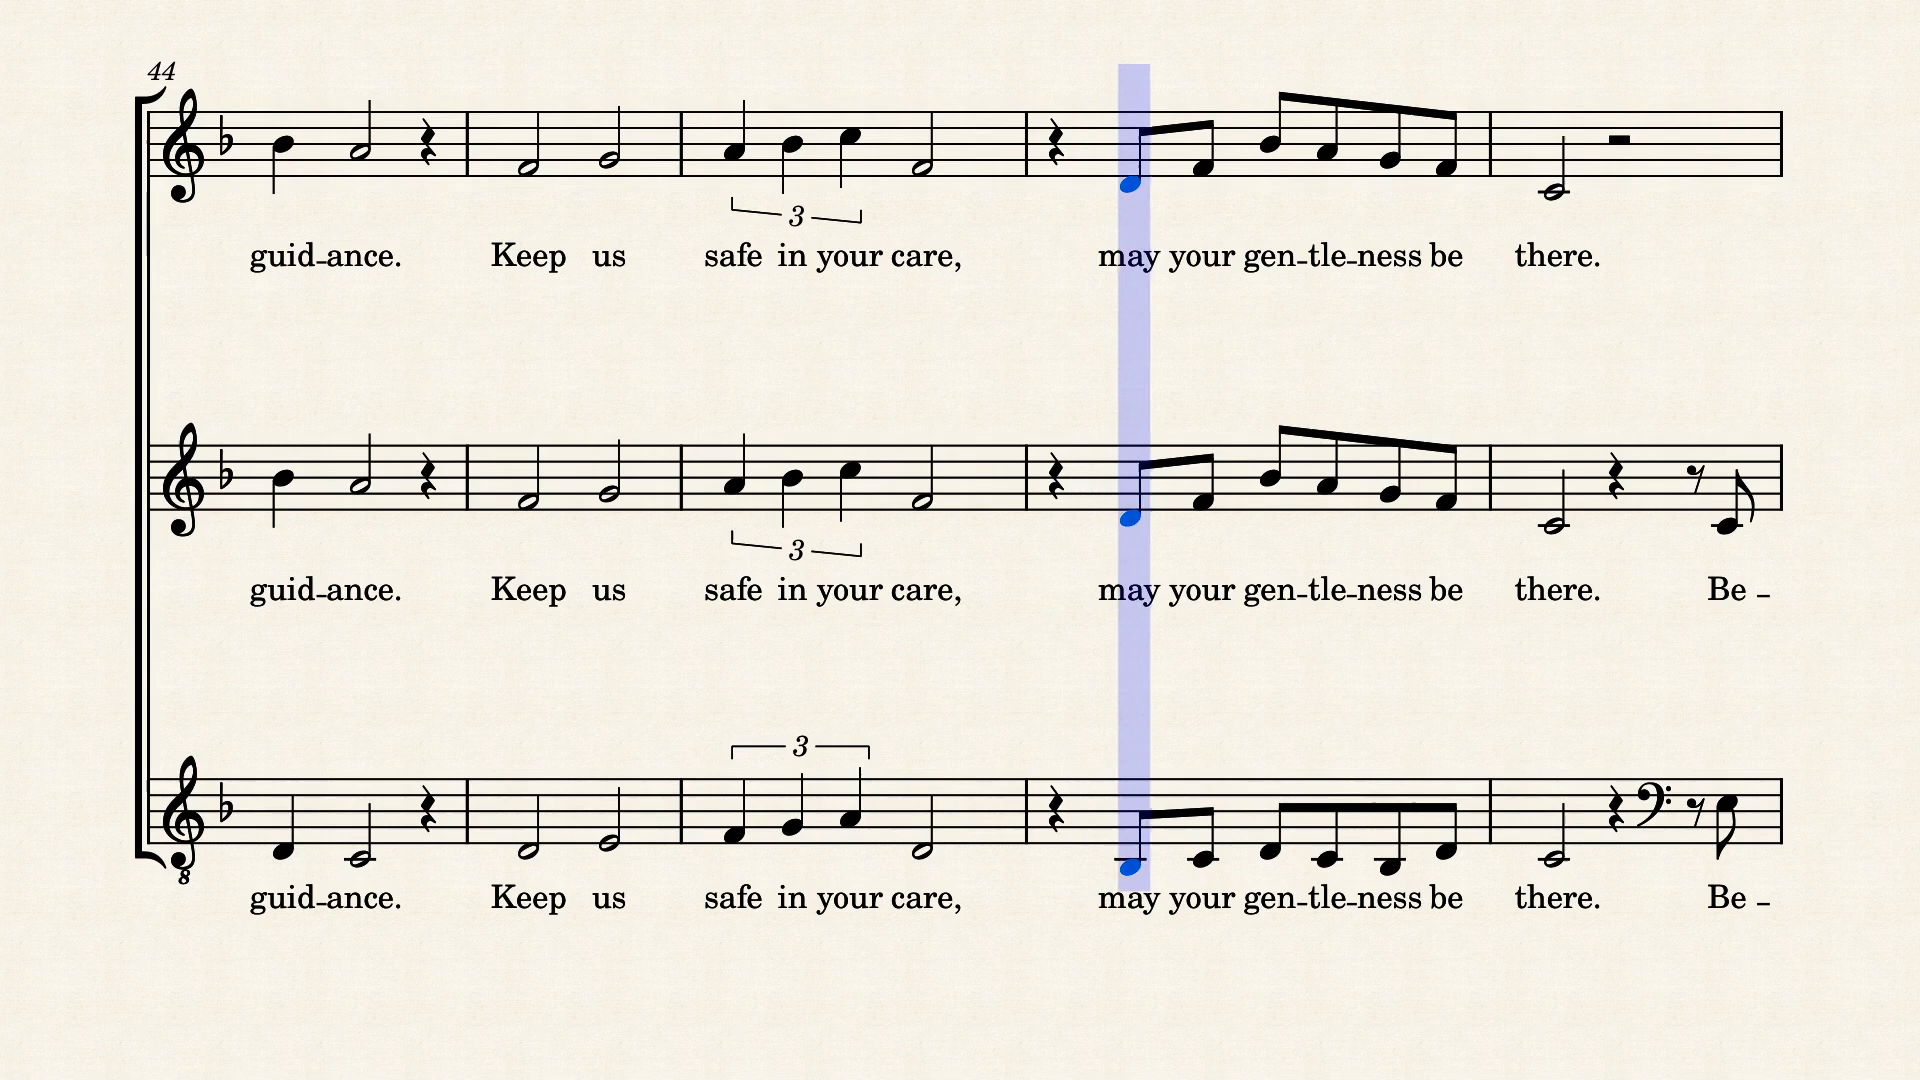 44
3
guid-ance. Keep us safe in your care, may your gen-tle-ness be there.
3
guid-ance. Keep us safe in your care, may your gen-tle-ness be there. Be -
3
8
guid-ance. Keep us safe in your care, may your gen-tle-ness be there. Be -